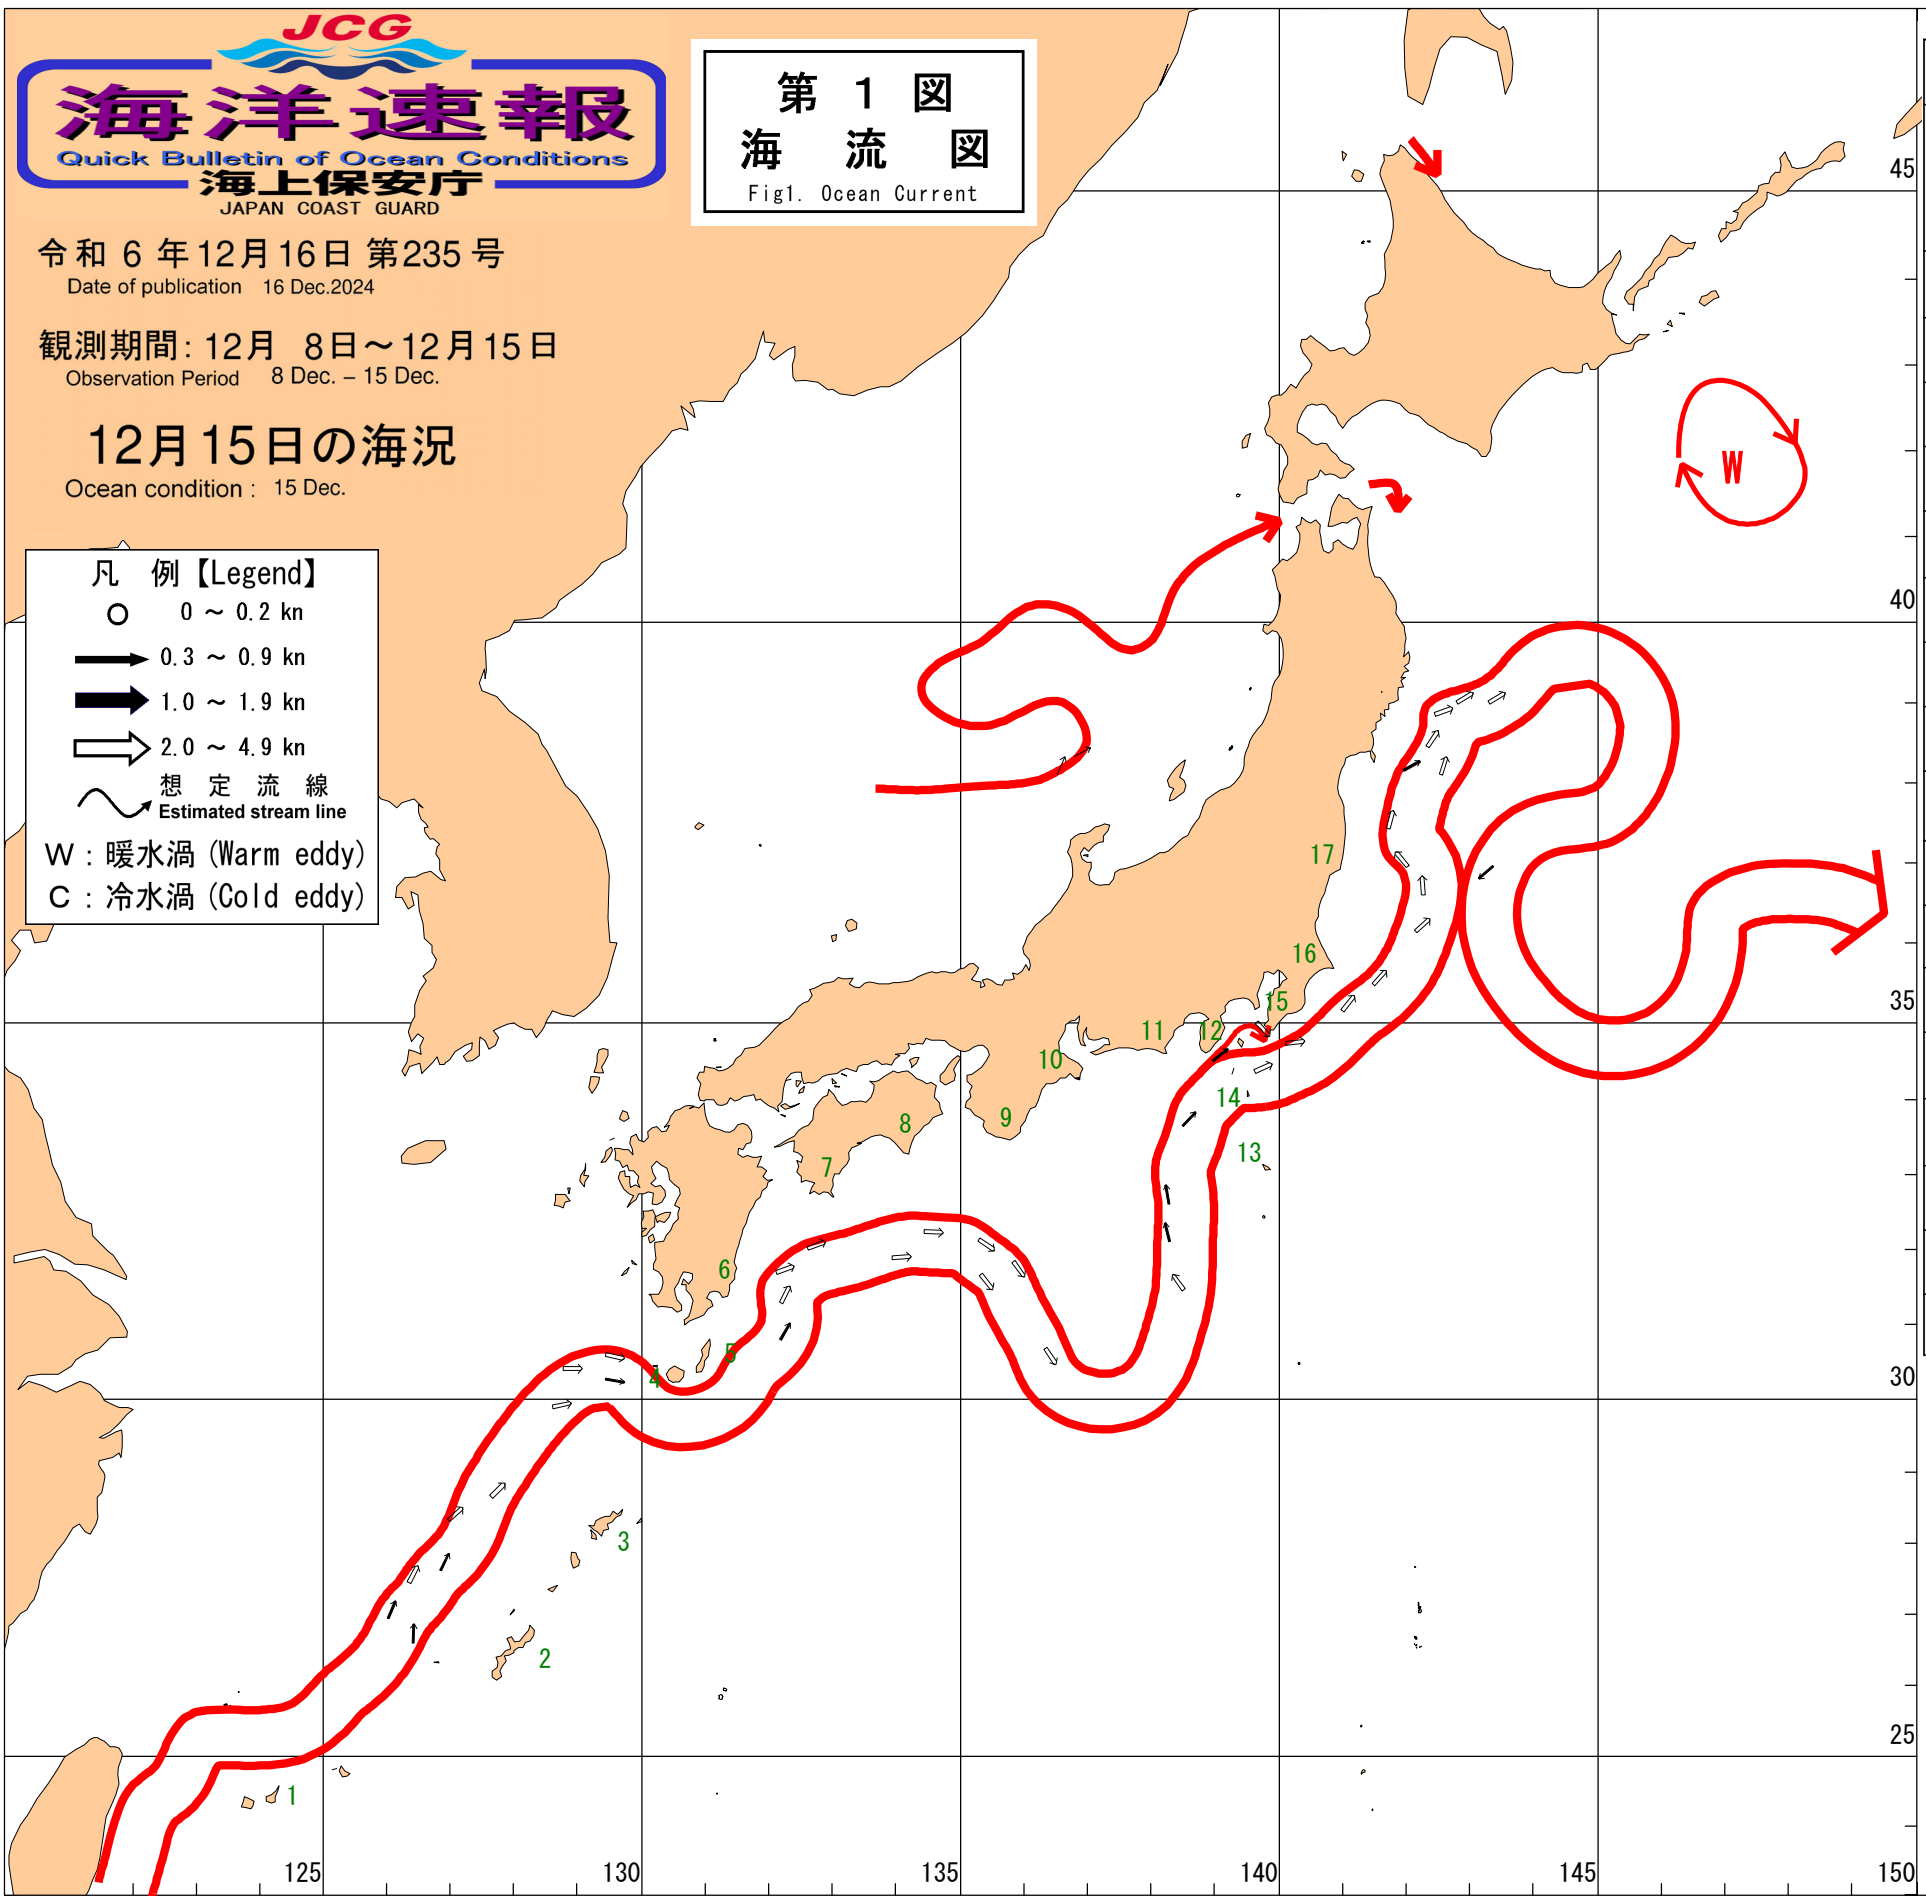 JCG
海洋速報
Quick Bulletin of Ocean Conditions
海上保安庁
JAPAN COAST GUARD
令和 6 年12月16日 第235号
Date of publication 16 Dec.2024
観測期間: 12月 8日～12月15日
Observation Period 8 Dec. – 15 Dec.
12月15日の海況
Ocean condition : 15 Dec.
第 1 図
海 流 図
Fig1. Ocean Current
凡 例【Legend】
0 ～ 0.2 kn
0.3 ～ 0.9 kn
1.0 ～ 1.9 kn
2.0 ～ 4.9 kn
想 定 流 線
Estimated stream line
W : 暖水渦 (Warm eddy)
C : 冷水渦 (Cold eddy)
45
W
40
17
16
35
15
12
11
10
14
9
8
13
7
6
5
4
30
3
2
25
1
125
130
135
140
145
150